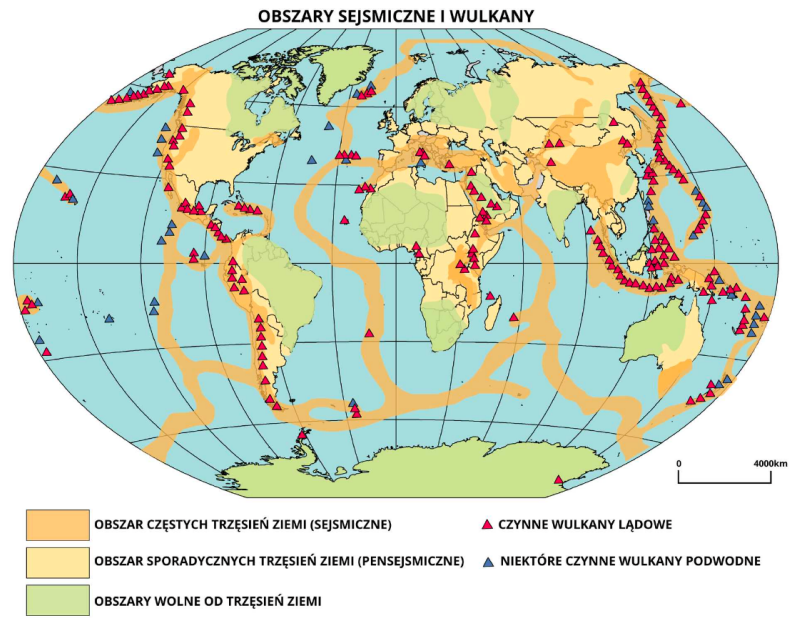 OBSZARY SEJSMICZNE I WULKANY
0 4000km
OBSZAR CZĘSTYCH TRZĘSIEŃ ZIEMI (SEJSMICZNE)
CZYNNE WULKANY LĄDOWE
OBSZAR SPORADYCZNYCH TRZĘSIEŃ ZIEMI (PENSEJSMICZNE)
NIEKTÓRE CZYNNE WULKANY PODWODNE
OBSZARY WOLNE OD TRZĘSIEŃ ZIEMI